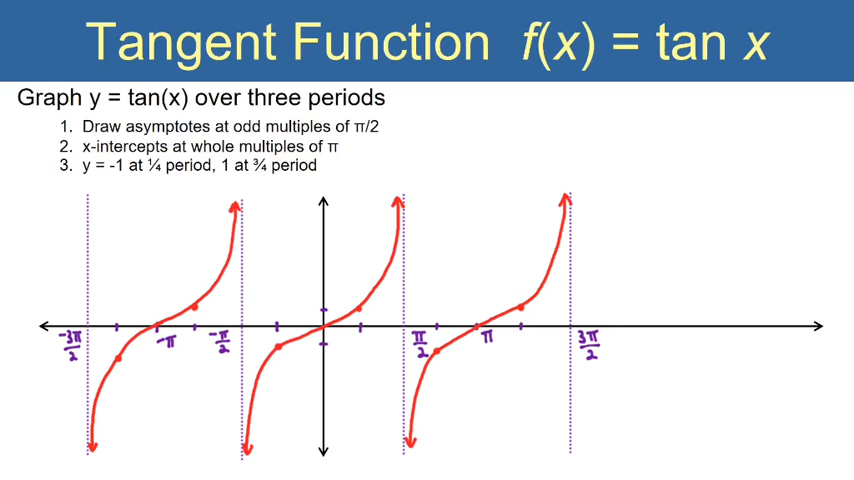 Tangent Function f(x) = tan x
Graph y = tan(x) over three periods
1. Draw asymptotes at odd multiples of π/2
2. x-intercepts at whole multiples of π
3. y = -1 at ¼ period, 1 at ¾ period
-3π/2 -π -π/2 π/2 π 3π/2